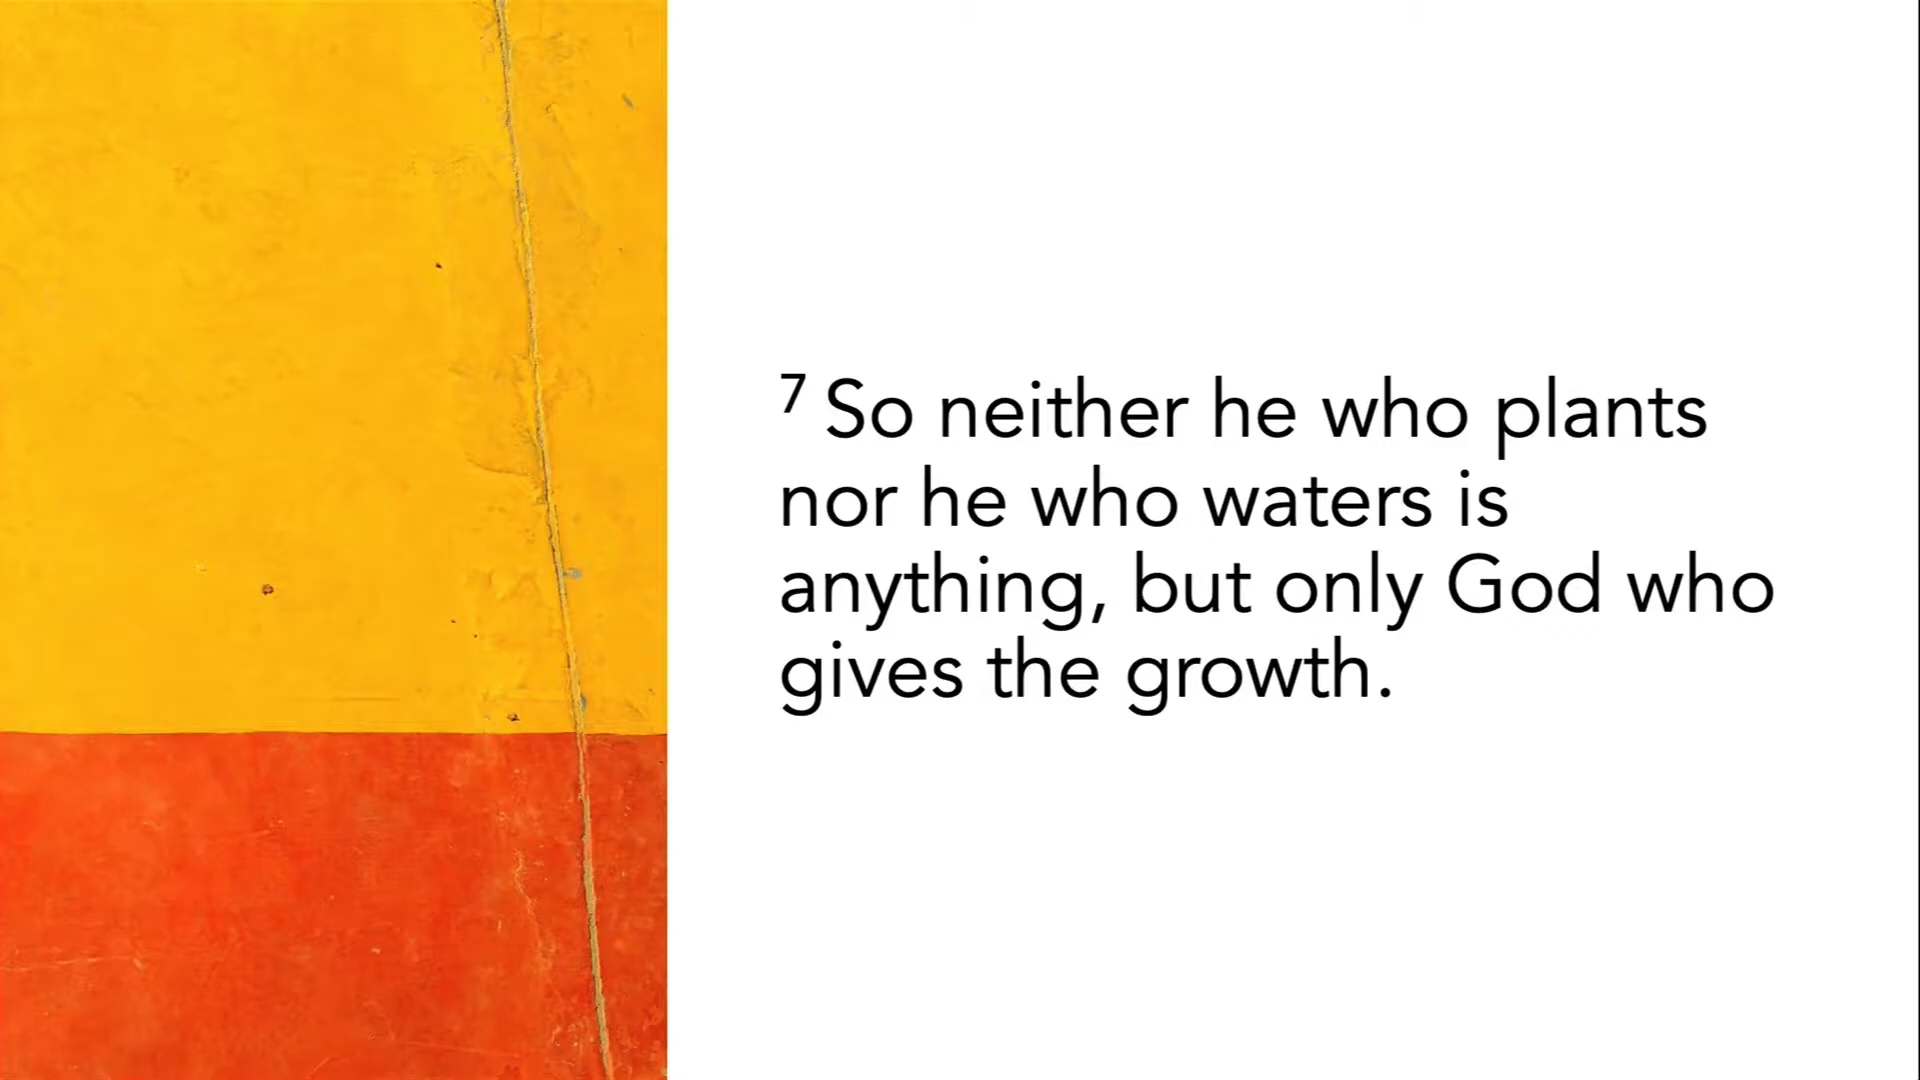 ⁷ So neither he who plants
nor he who waters is
anything, but only God who
gives the growth.